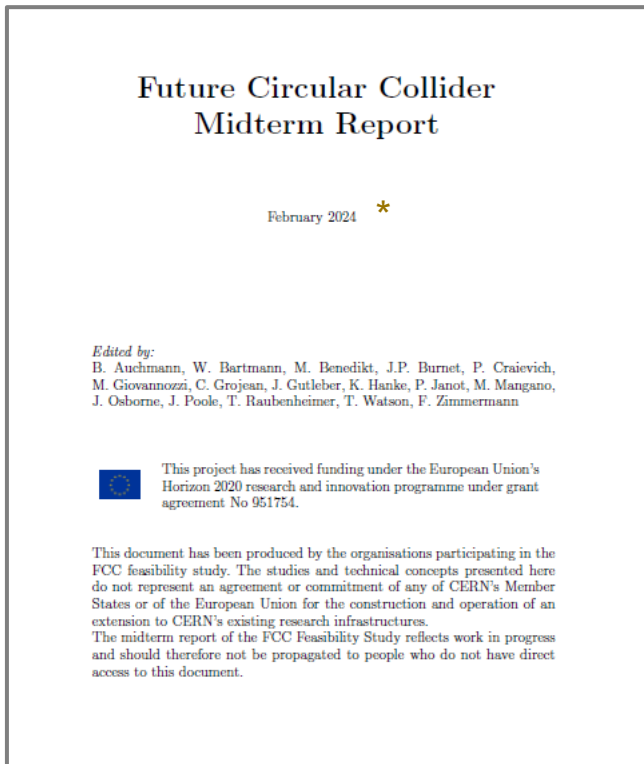 Future Circular Collider
Midterm Report
February 2024 *
Edited by:
B. Auchmann, W. Bartmann, M. Benedikt, J.P. Burnet, P. Craievich,
M. Giovannozzi, C. Grojean, J. Gutleber, K. Hanke, P. Janot, M. Mangano,
J. Osborne, J. Poole, T. Raubenheimer, T. Watson, F. Zimmermann
This project has received funding under the European Union's
Horizon 2020 research and innovation programme under grant
agreement No 951754.
This document has been produced by the organisations participating in the
FCC feasibility study. The studies and technical concepts presented here
do not represent an agreement or commitment of any of CERN's Member
States or of the European Union for the construction and operation of an
extension to CERN's existing research infrastructures.
The midterm report of the FCC Feasibility Study reflects work in progress
and should therefore not be propagated to people who do not have direct
access to this document.